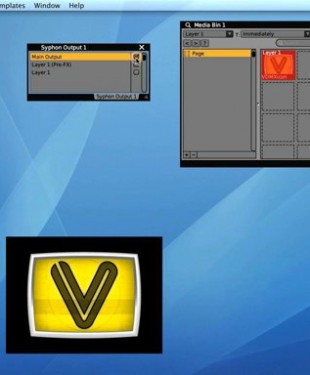 mplates Window Help
Syphon Output 1
Main Output
Layer 1 (Pre-FX)
Layer 1
Syphon Output 1
Media Bin 1
Layer 1
Immediately
Page
Layer 1
V